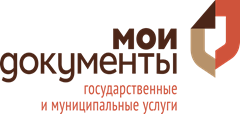 мои
документы
государственные
и муниципальные услуги